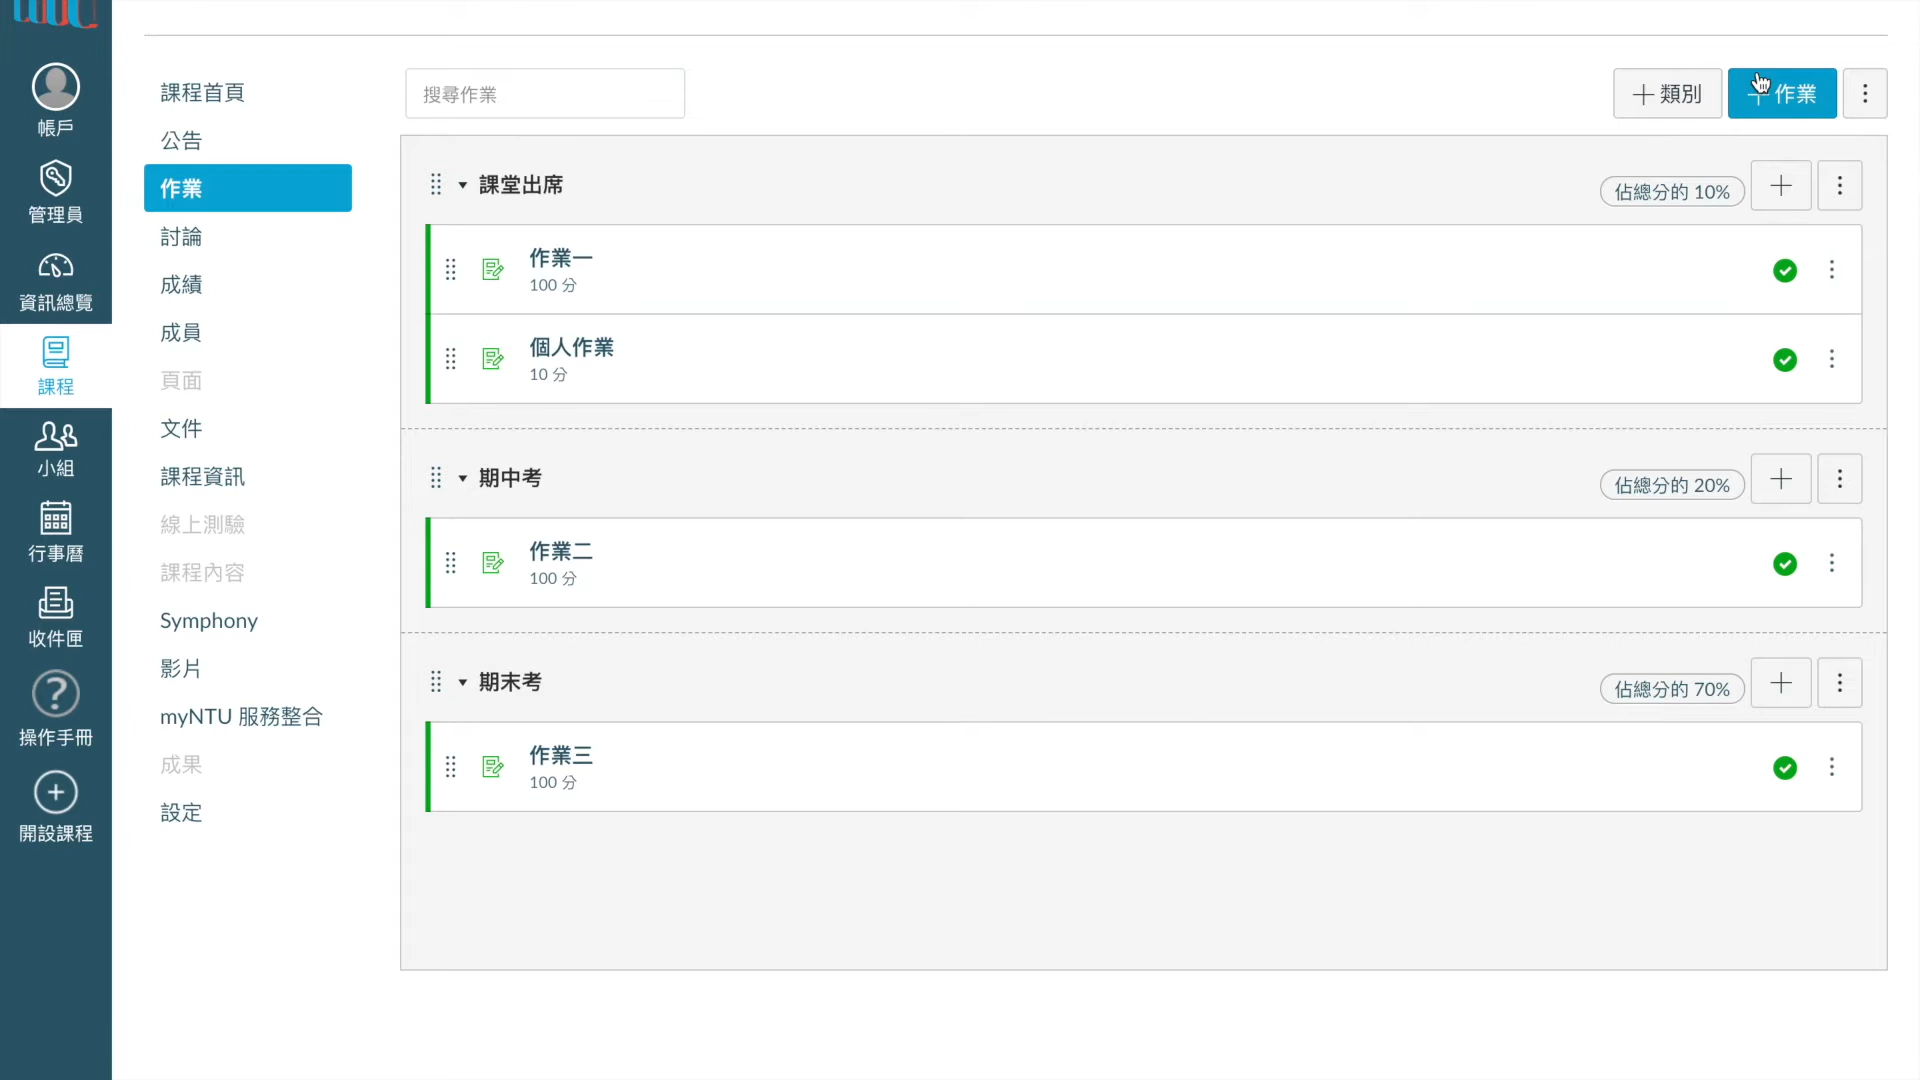 帳戶
管理員
資訊總覽
課程
小組
行事曆
收件匣
操作手冊
開設課程
課程首頁
公告
作業
討論
成績
成員
頁面
文件
課程資訊
線上測驗
課程內容
Symphony
影片
myNTU 服務整合
成果
設定
搜尋作業
類別
作業
課堂出席
佔總分的 10%
作業一
100 分
個人作業
10 分
期中考
佔總分的 20%
作業二
100 分
期末考
佔總分的 70%
作業三
100 分